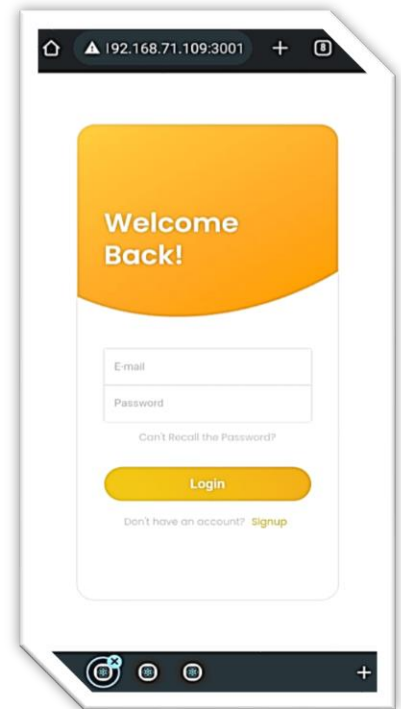 192.168.71.109:3001
8
Welcome
Back!
E-mail
Password
Can't Recall the Password?
Login
Don't have an account? Signup